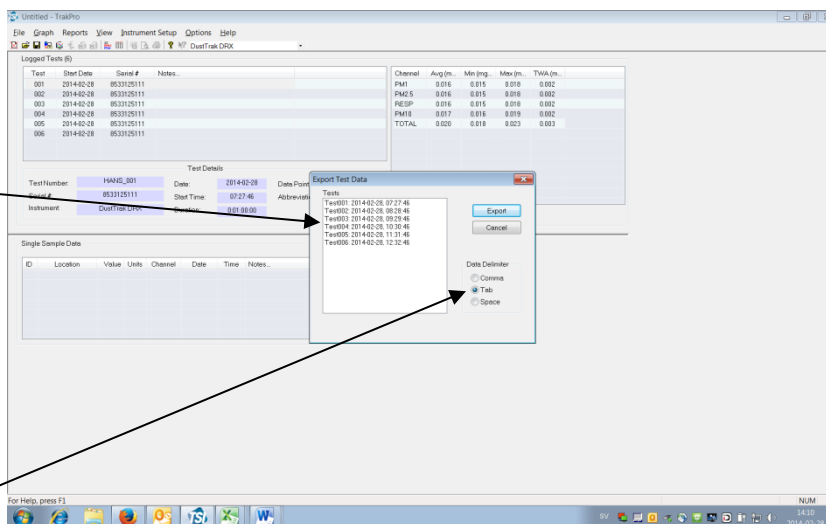 Untitled - TrakPro
File Graph Reports View Instrument Setup Options Help
DustTrak DRX
Logged Tests (6)
Test Start Date Serial # Notes...
001 2014-02-28 8533125111
002 2014-02-28 8533125111
003 2014-02-28 8533125111
004 2014-02-28 8533125111
005 2014-02-28 8533125111
006 2014-02-28 8533125111
Channel Avg (m... Min (mg... Max (m... TWA (m...
PM1 0.016 0.015 0.018 0.002
PM2.5 0.016 0.015 0.018 0.002
RESP 0.016 0.015 0.018 0.002
PM10 0.017 0.016 0.019 0.002
TOTAL 0.020 0.018 0.023 0.003
Test Details
Test Number: HANS_001 Date: 2014-02-28 Data Point
Serial # 8533125111 Start Time: 07:27:46 Abbreviati
Instrument DustTrak DRX Duration: 0:01:00:00
Export Test Data
Tests
Test001: 2014-02-28, 07:27:46
Test002: 2014-02-28, 08:28:46
Test003: 2014-02-28, 09:29:46
Test004: 2014-02-28, 10:30:46
Test005: 2014-02-28, 11:31:46
Test006: 2014-02-28, 12:32:46
Export
Cancel
Data Delimiter
Comma
Tab
Space
Single Sample Data
ID Location Value Units Channel Date Time Notes...
For Help, press F1
NUM
TSI
SV
14:10
2014-02-28